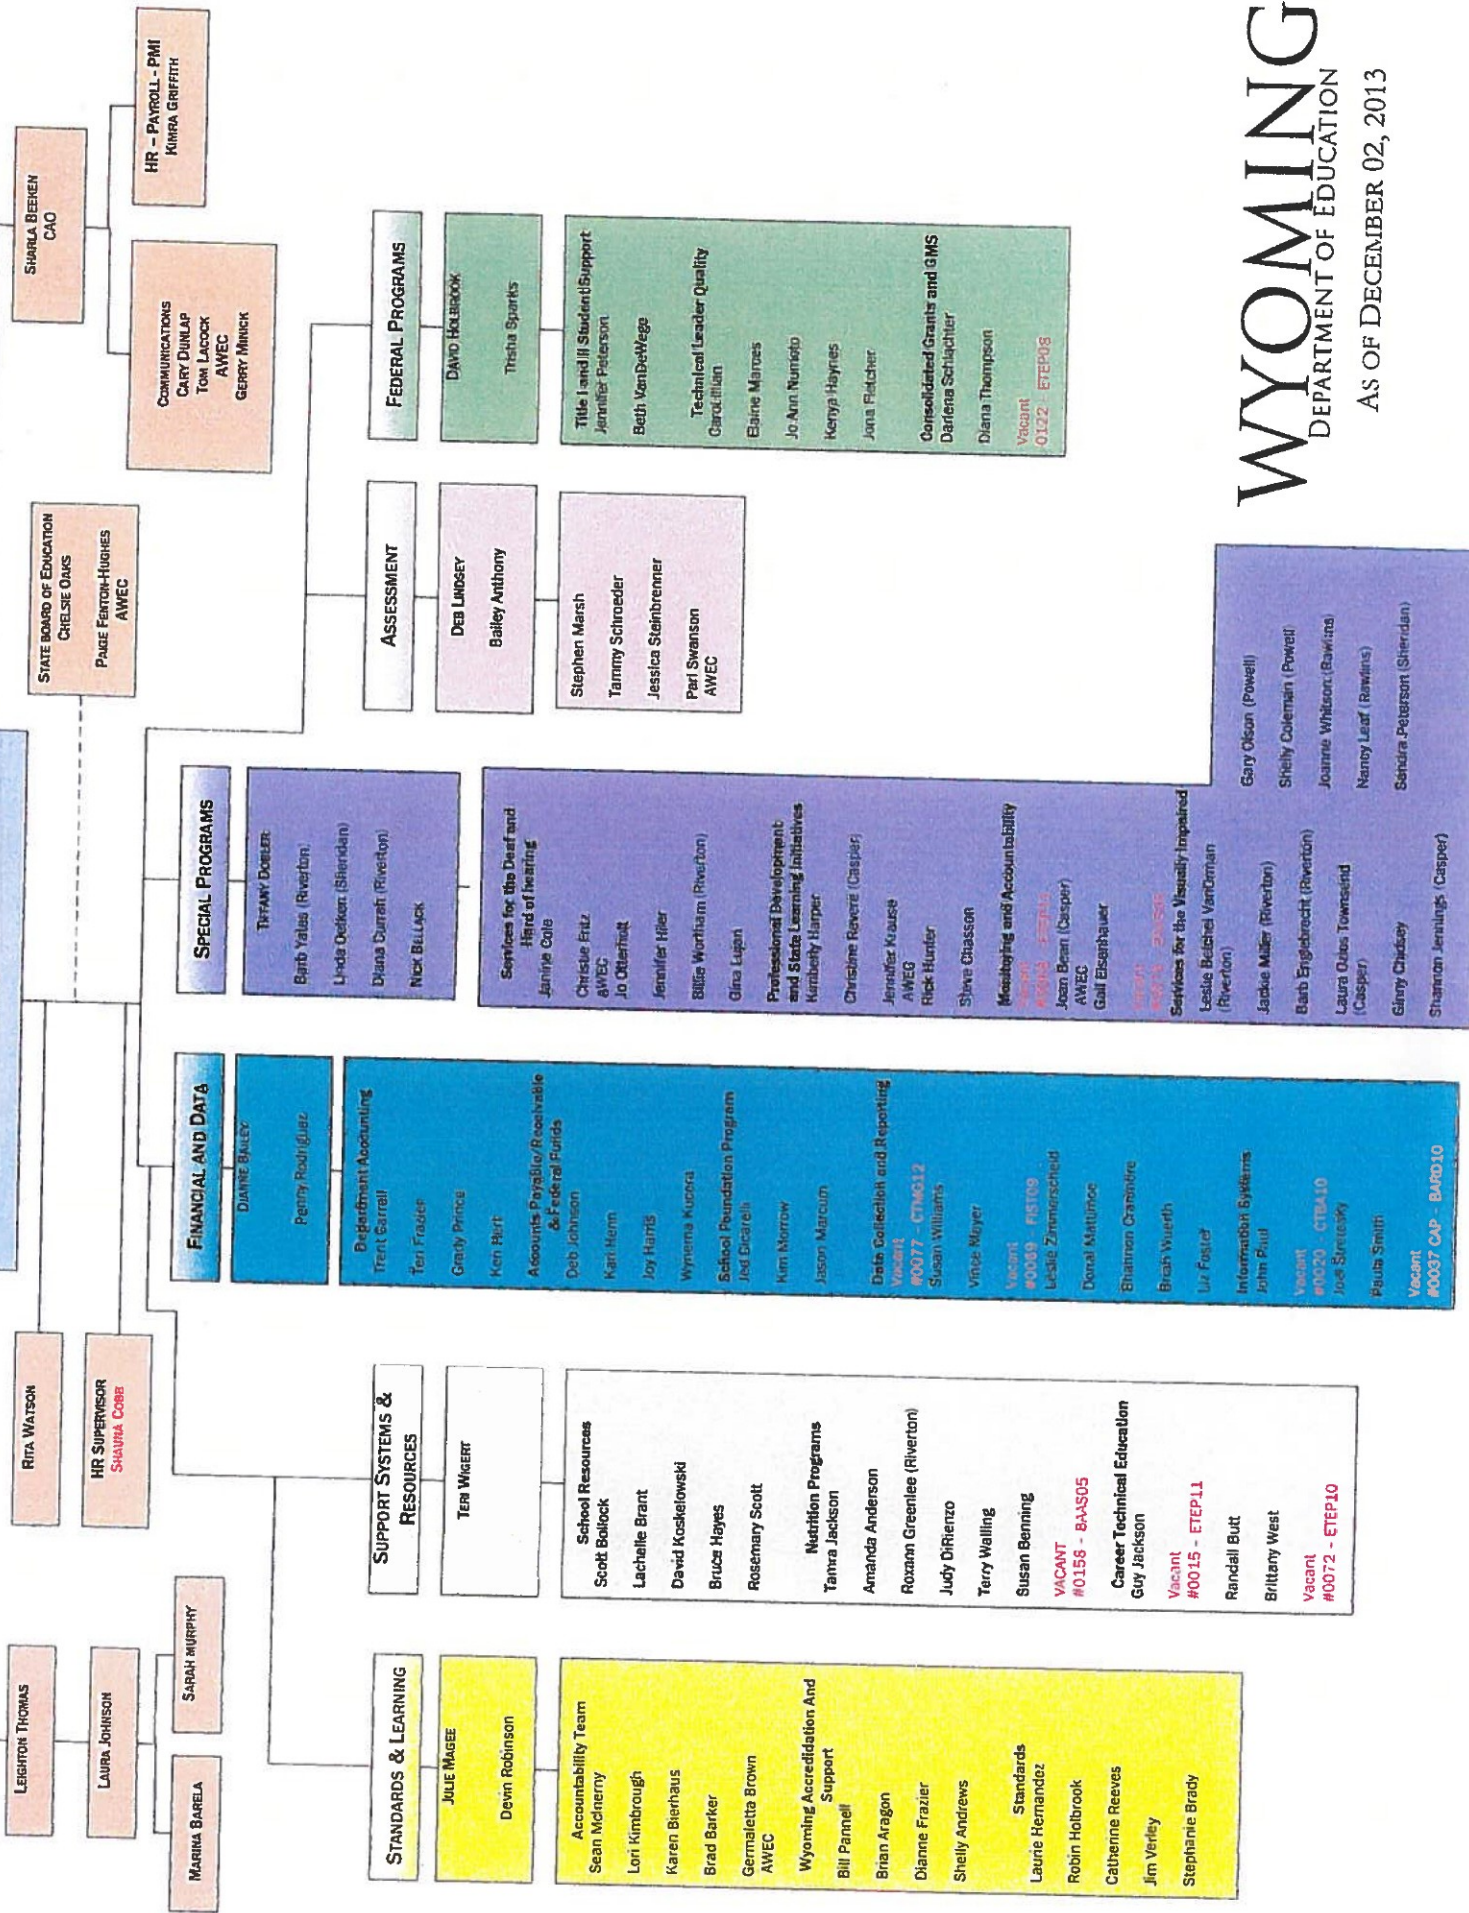 LEIGHTON THOMAS
LAURA JOHNSON
MARINA BARELA
SARAH MURPHY
RITA WATSON
HR SUPERVISOR
SHAUNA COBB
STATE BOARD OF EDUCATION
CHELSIE OAKS
PAIGE FENTON-HUGHES
AWEC
SHARLA BEEKEN
CAO
COMMUNICATIONS
CARY DUNLAP
TOM LACOCK
AWEC
GERRY MINICK
HR – PAYROLL - PMI
KIMRA GRIFFITH
STANDARDS & LEARNING
JULIE MAGEE
Devin Robinson
Accountability Team
Sean McInerny
Lori Kimbrough
Karen Bierhaus
Brad Barker
Germaletta Brown
AWEC
Wyoming Accredidation And
Support
Bill Pannell
Brian Aragon
Dianne Frazier
Shelly Andrews
Standards
Laurie Hernandez
Robin Holbrook
Catherine Reeves
Jim Verley
Stephanie Brady
SUPPORT SYSTEMS &
RESOURCES
TERI WIGERT
School Resources
Scott Bollock
Lachelle Brant
David Koskelowski
Bruce Hayes
Rosemary Scott
Nutrition Programs
Tamra Jackson
Amanda Anderson
Roxann Greenlee (Riverton)
Judy DiRienzo
Terry Walling
Susan Benning
VACANT
#0158 - BAAS05
Career Technical Education
Guy Jackson
Vacant
#0015 - ETEP11
Randall Butt
Brittany West
Vacant
#0072 - ETEP10
FINANCIAL AND DATA
DIANNE BAILEY
Penny Rodriguez
Department Accounting
Trent Carroll
Teri Frazier
Grady Prince
Ken Hert
Accounts Payable/Receivable
& Federal Funds
Deb Johnson
Kari Henn
Joy Harris
Wynema Kucera
School Foundation Program
Jed Cicarelli
Kim Morrow
Jason Marcum
Data Collection and Reporting
Vacant
#0077 - CTMG12
Susan Williams
Vince Meyer
Vacant
#0069 - FIST09
Leslie Zimmerscheid
Donal Mattimoe
Shannon
Brian Wuerth
Liz Foster
Information Systems
John Paul
Vacant
#0020 - CTBA10
Joe
Paula Smith
Vacant
#0037 CAP - BARD10
SPECIAL PROGRAMS
TIFFANY DOBLER
Barb Yates (Riverton)
Linda (Sheridan)
Diana Currah (Riverton)
NICK BELLACK
Services for the Deaf and
Hard of hearing
Janine Cole
Christie Fritz
AWEC
Jo Otterholt
Jennifer Hiler
Billie Wortham (Riverton)
Gina Lujan
Professional Development
and State Learning Initiatives
Kimberly Harper
Christine Revere (Casper)
Jennifer Krause
AWEC
Rick Hunter
Steve Chasson
Monitoring and Accountability
Vacant
Joan Bean (Casper)
AWEC
Gail Eisenhauer
Vacant
Services for the Visually Impaired
Leslie Bechel VanOrman
(Riverton)
Jackie Miller (Riverton)
Barb Englebrecht (Riverton)
Laura Townsend
(Casper)
Ginny Chidsey
Shannon Jennings (Casper)
Gary Olson (Powell)
Shelly Coleman (Powell)
Joanne Whitson (Rawlins)
Nancy Leaf (Rawlins)
Sandra Peterson (Sheridan)
ASSESSMENT
DEB LINDSEY
Bailey Anthony
Stephen Marsh
Tammy Schroeder
Jessica Steinbrenner
Parl Swanson
AWEC
FEDERAL PROGRAMS
DAVID HOLBROOK
Trisha Sparks
Title I and II Student Support
Jennifer Peterson
Beth VanDeWege
Technical Leader Quality
Carol Illian
Elaine Marces
Jo Ann Numoto
Kenya Haynes
Jona Fletcher
Consolidated Grants and GMS
Darlena Schlachter
Diana Thompson
Vacant
0122 - ETEP08
WYOMING
DEPARTMENT OF EDUCATION
AS OF DECEMBER 02, 2013